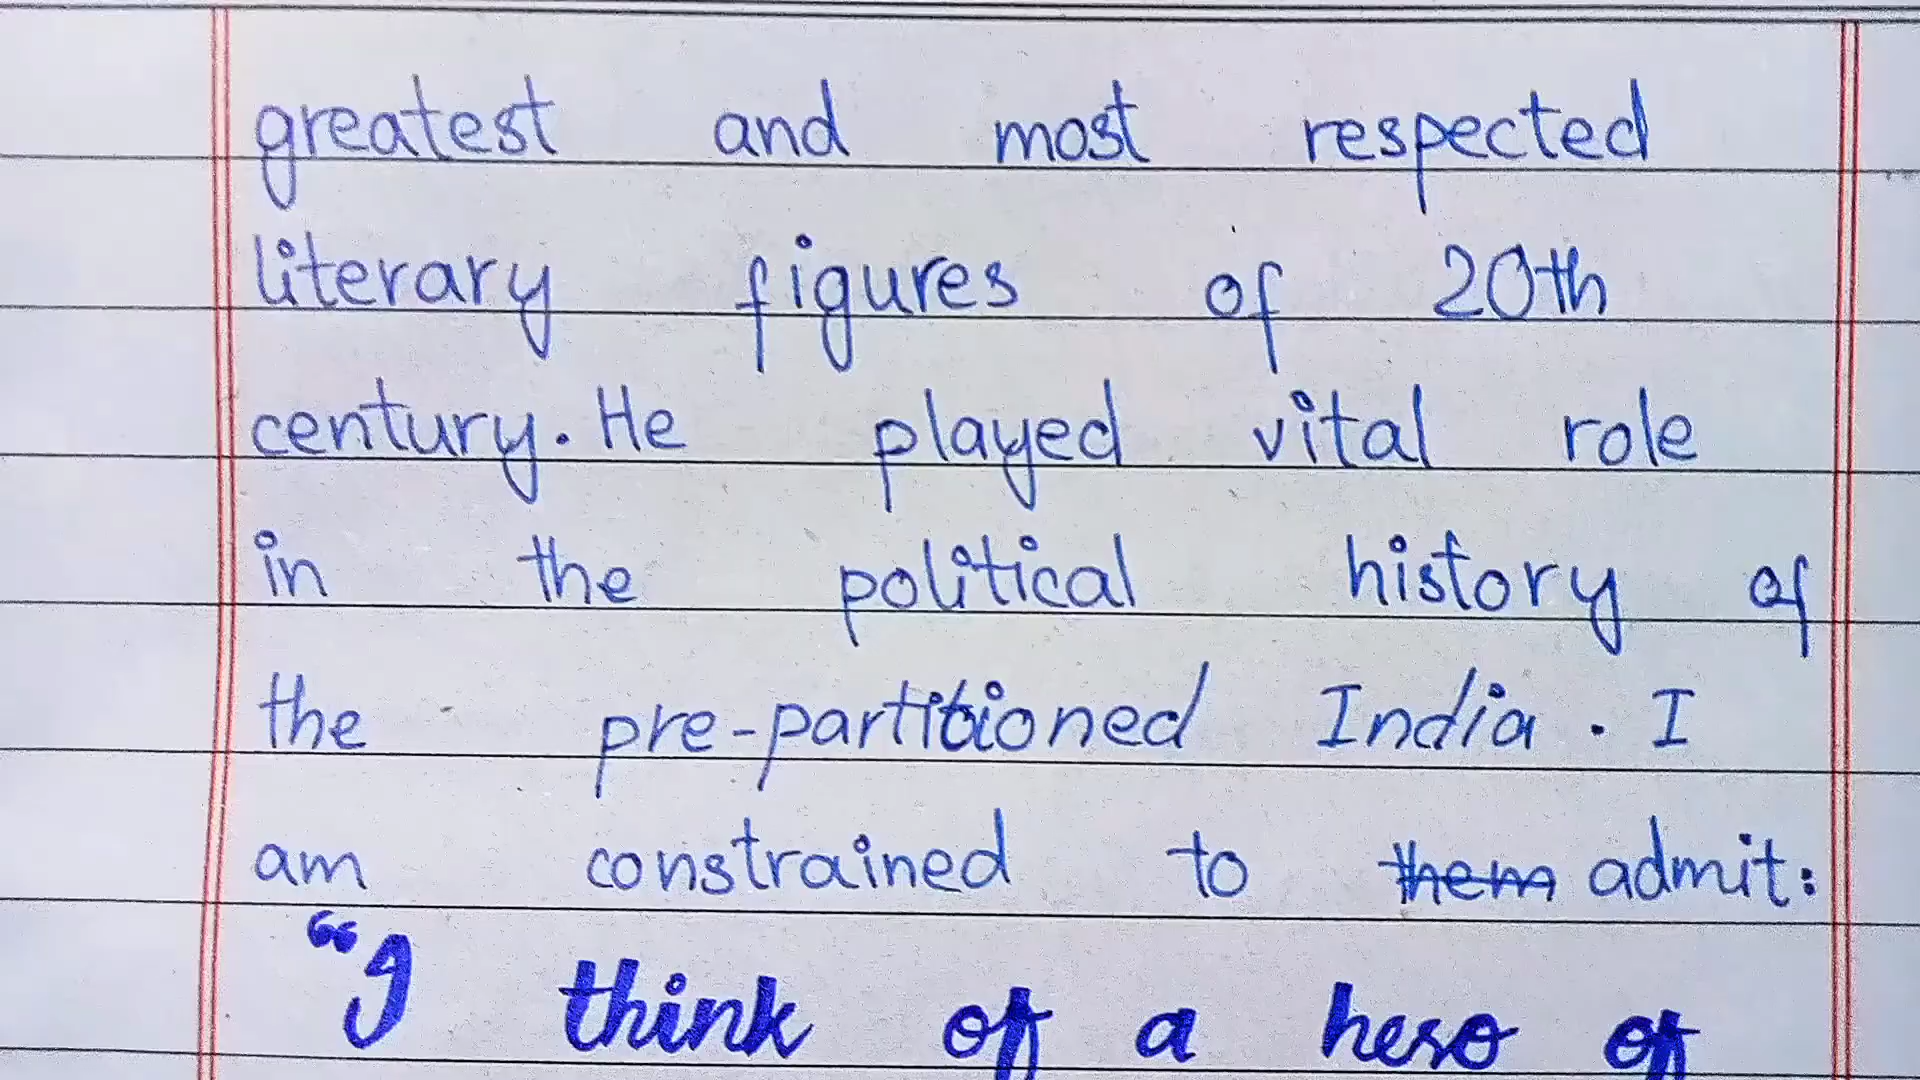 greatest and most respected
literary figures of 20th
century. He played vital role
in the political history of
the pre-partitioned India. I
am constrained to them admit:
“I think of a hero of